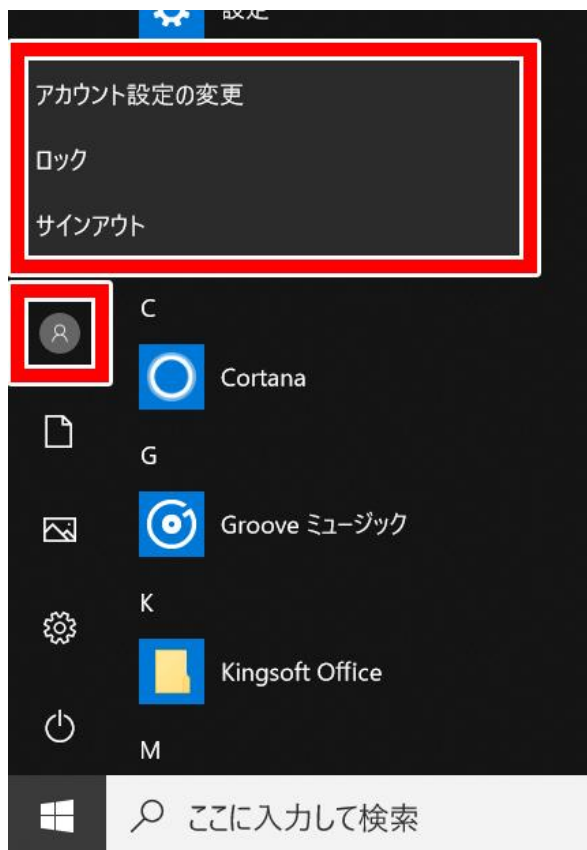 設定
アカウント設定の変更
ロック
サインアウト
C
Cortana
G
Groove ミュージック
K
Kingsoft Office
M
ここに入力して検索